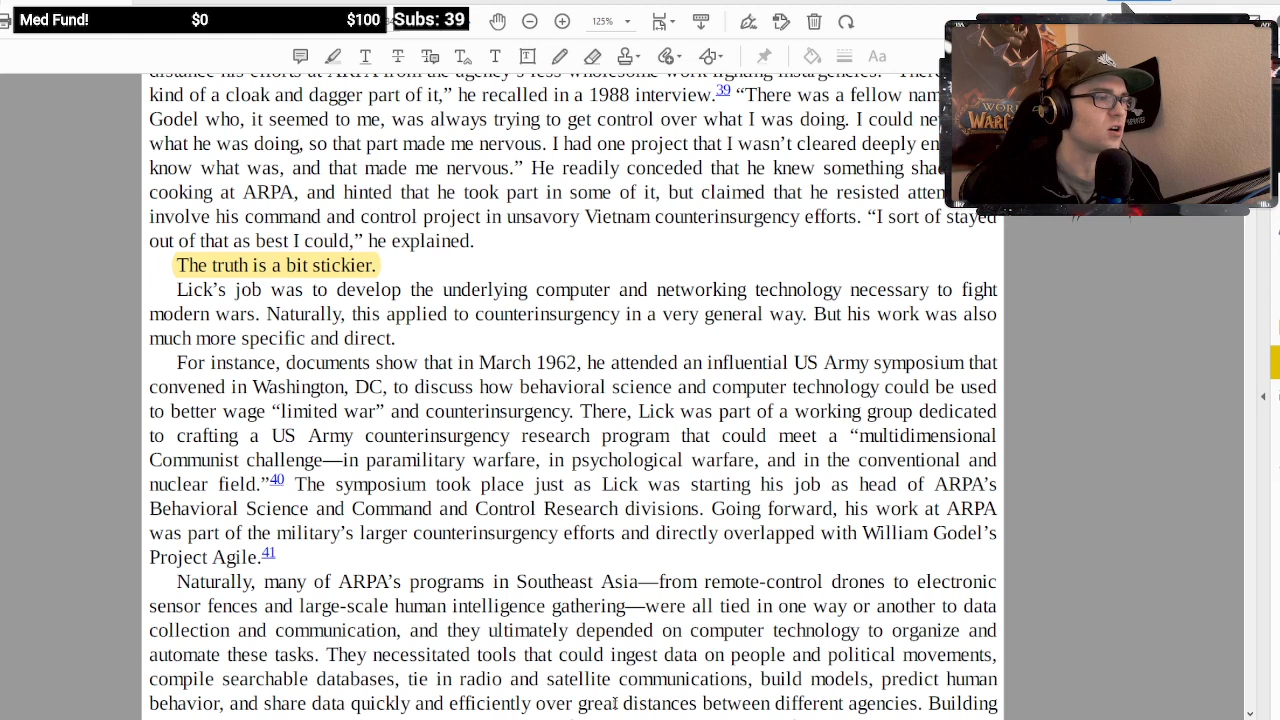 Med Fund! $0 $100 Subs: 39
125%
distance his efforts at ARPA from the agency's less wholesome work fighting insurgencies.
kind of a cloak and dagger part of it,” he recalled in a 1988 interview.39 “There was a fellow nam
Godel who, it seemed to me, was always trying to get control over what I was doing. I could ne
what he was doing, so that part made me nervous. I had one project that I wasn’t cleared deeply en
know what was, and that made me nervous.” He readily conceded that he knew something sha
cooking at ARPA, and hinted that he took part in some of it, but claimed that he resisted atten
involve his command and control project in unsavory Vietnam counterinsurgency efforts. “I sort of stayed
out of that as best I could,” he explained.
The truth is a bit stickier.
Lick’s job was to develop the underlying computer and networking technology necessary to fight
modern wars. Naturally, this applied to counterinsurgency in a very general way. But his work was also
much more specific and direct.
For instance, documents show that in March 1962, he attended an influential US Army symposium that
convened in Washington, DC, to discuss how behavioral science and computer technology could be used
to better wage “limited war” and counterinsurgency. There, Lick was part of a working group dedicated
to crafting a US Army counterinsurgency research program that could meet a “multidimensional
Communist challenge—in paramilitary warfare, in psychological warfare, and in the conventional and
nuclear field.”40 The symposium took place just as Lick was starting his job as head of ARPA’s
Behavioral Science and Command and Control Research divisions. Going forward, his work at ARPA
was part of the military’s larger counterinsurgency efforts and directly overlapped with William Godel’s
Project Agile.41
Naturally, many of ARPA’s programs in Southeast Asia—from remote-control drones to electronic
sensor fences and large-scale human intelligence gathering—were all tied in one way or another to data
collection and communication, and they ultimately depended on computer technology to organize and
automate these tasks. They necessitated tools that could ingest data on people and political movements,
compile searchable databases, tie in radio and satellite communications, build models, predict human
behavior, and share data quickly and efficiently over great distances between different agencies. Building